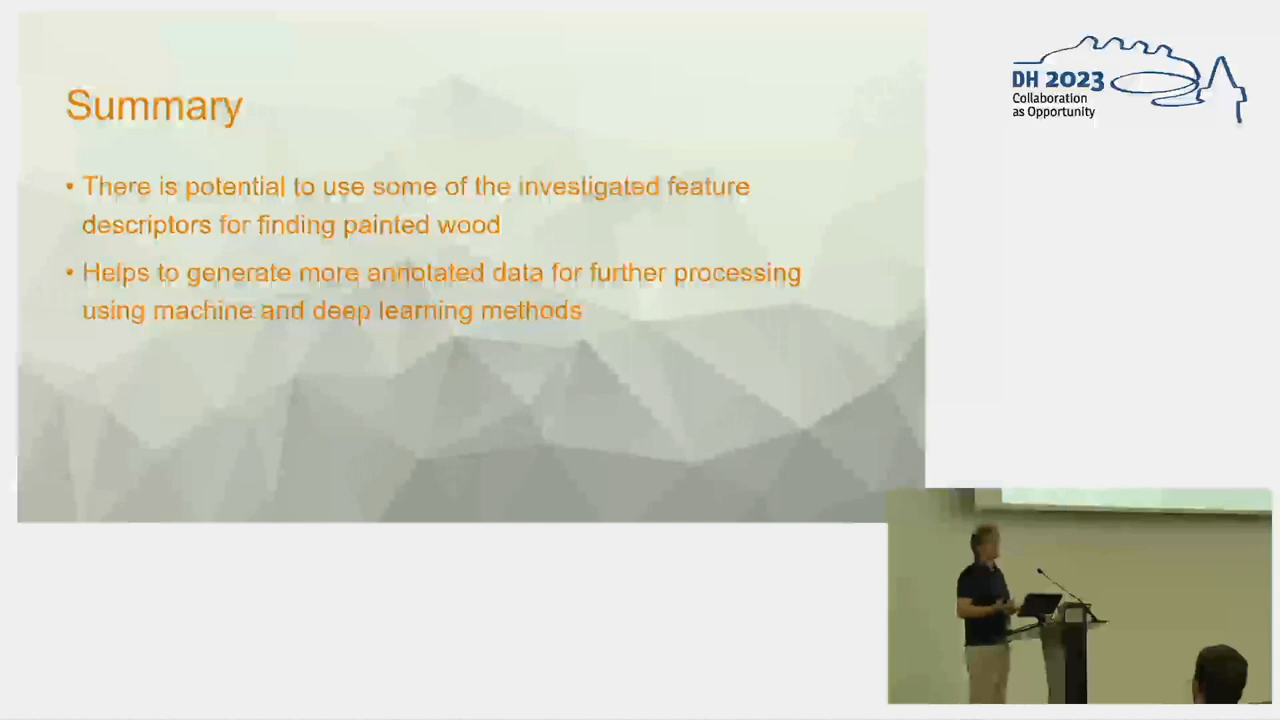 Summary
• There is potential to use some of the investigated feature
descriptors for finding painted wood
• Helps to generate more annotated data for further processing
using machine and deep learning methods
DH 2023
Collaboration
as Opportunity